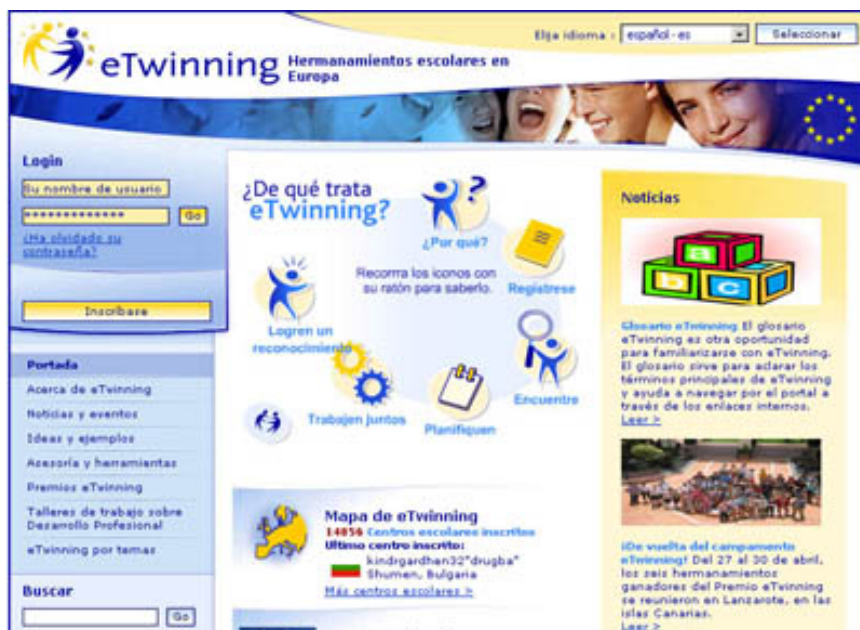 Elija idioma :
español - es
Seleccionar
eTwinning
Hermanamientos escolares en
Europa
Login
Su nombre de usuario
*************
Go
¿Ha olvidado su
contraseña?
Inscríbase
Portada
Acerca de eTwinning
Noticias y eventos
Ideas y ejemplos
Asesoría y herramientas
Premios eTwinning
Talleres de trabajo sobre
Desarrollo Profesional
eTwinning por temas
Buscar
Go
¿De qué trata
eTwinning?
¿Por qué?
Recorrra los iconos con
su ratón para saberlo.
Regístrese
Logren un
reconocimiento
Encuentre
Trabajen juntos
Planifiquen
Mapa de eTwinning
14856 Centros escolares inscritos
Ultimo centro inscrito:
kindrgardhen32"drugba"
Shumen, Bulgaria
Más centros escolares >
Noticias
a
b
c
Glosario eTwinning El glosario
eTwinning es otra oportunidad
para familiarizarse con eTwinning.
El glosario sirve para aclarar los
términos principales de eTwinning
y ayuda a navegar por el portal a
través de los enlaces internos.
Leer >
¡De vuelta del campamento
eTwinning! Del 27 al 30 de abril,
los seis hermanamientos
ganadores del Premio eTwinning
se reunieron en Lanzarote, en las
islas Canarias.
Leer >